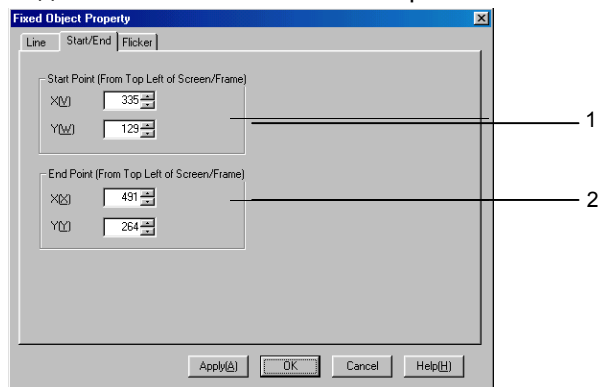 Fixed Object Property
Line Start/End Flicker
Start Point (From Top Left of Screen/Frame)
X(V) 335
1
Y(W) 129
End Point (From Top Left of Screen/Frame)
X(X) 491
2
Y(Y) 264
Apply(A) OK Cancel Help(H)